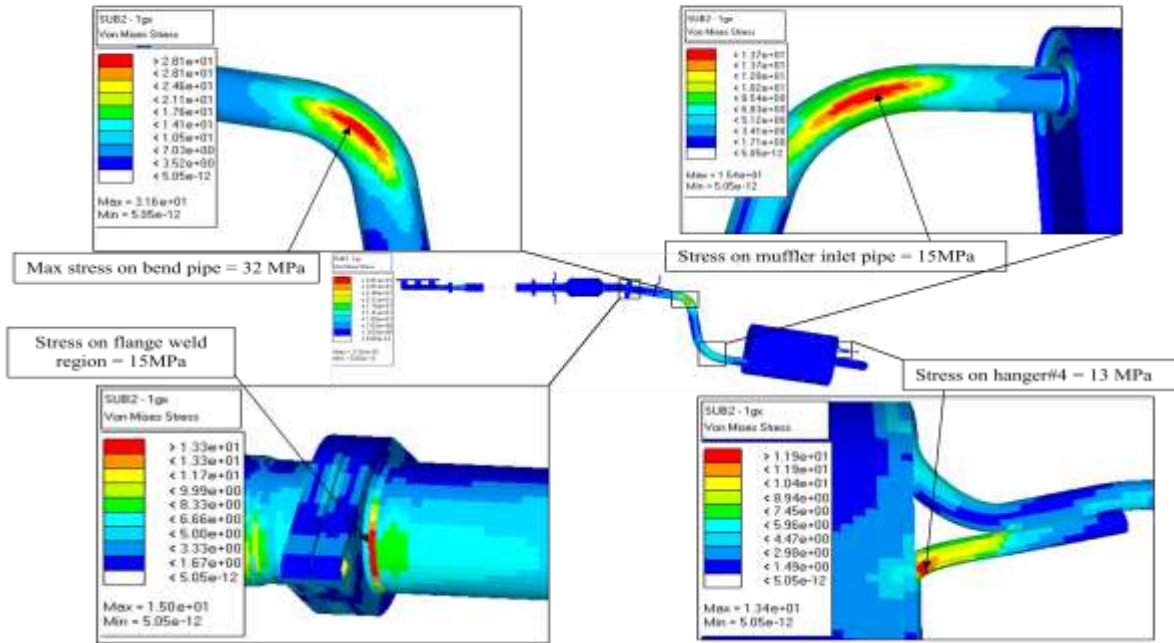 SUB2 - 1gx
Von Mises Stress
> 2.81e+01
< 2.81e+01
< 2.46e+01
< 2.11e+01
< 1.76e+01
< 1.41e+01
< 1.05e+01
< 7.03e+00
< 3.52e+00
< 5.05e-12
Max = 3.16e+01
Min = 5.05e-12
SUB2 - 1gx
Von Mises Stress
> 1.37e+01
< 1.37e+01
< 1.20e+01
< 1.02e+01
< 8.54e+00
< 6.83e+00
< 5.12e+00
< 3.41e+00
< 1.71e+00
< 5.05e-12
Max = 1.54e+01
Min = 5.05e-12
Max stress on bend pipe = 32 MPa
Stress on muffler inlet pipe = 15MPa
Stress on flange weld
region = 15MPa
Stress on hanger#4 = 13 MPa
SUB2 - 1gx
Von Mises Stress
> 1.33e+01
< 1.33e+01
< 1.17e+01
< 9.99e+00
< 8.33e+00
< 6.66e+00
< 5.00e+00
< 3.33e+00
< 1.67e+00
< 5.05e-12
Max = 1.50e+01
Min = 5.05e-12
SUB2 - 1gx
Von Mises Stress
> 1.19e+01
< 1.19e+01
< 1.04e+01
< 8.94e+00
< 7.45e+00
< 5.96e+00
< 4.47e+00
< 2.98e+00
< 1.49e+00
< 5.05e-12
Max = 1.34e+01
Min = 5.05e-12